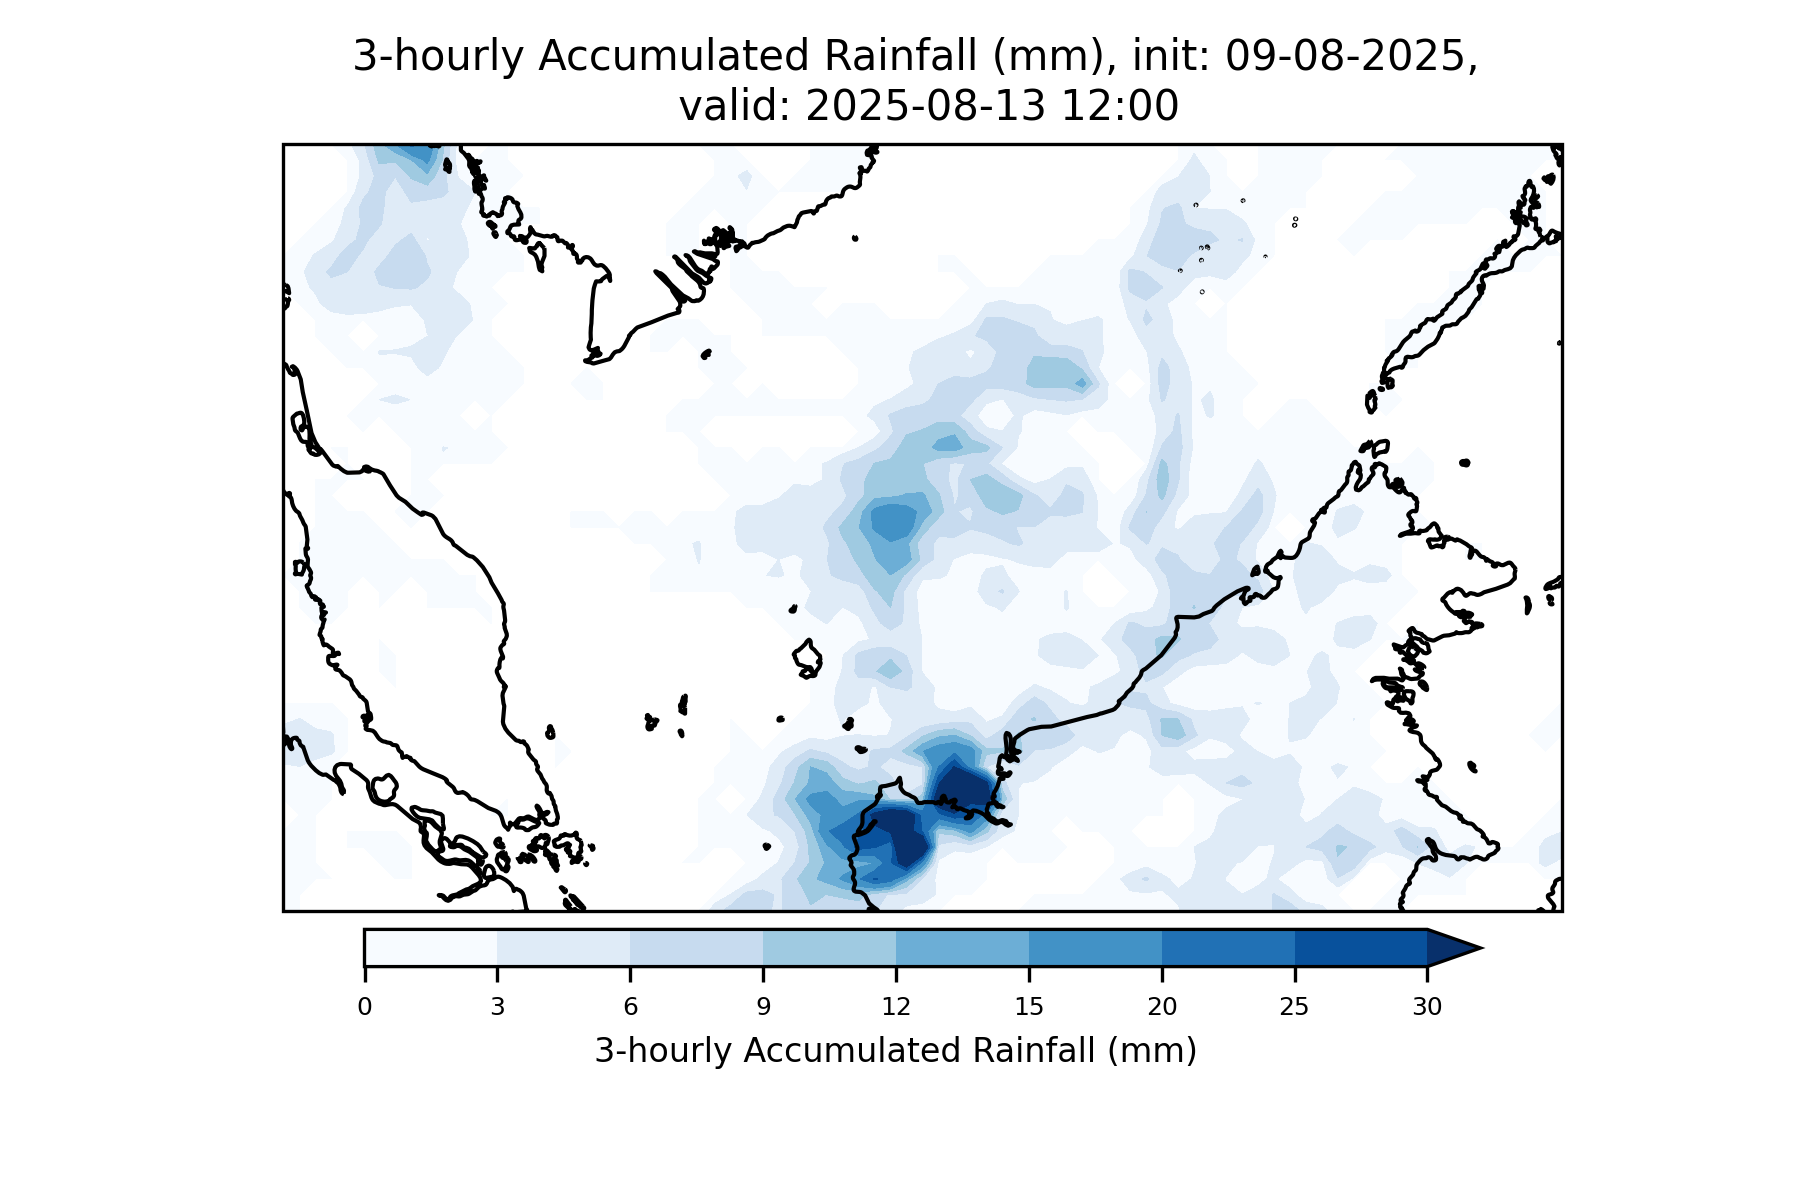 3-hourly Accumulated Rainfall (mm), init: 09-08-2025,
valid: 2025-08-13 12:00
0 3 6 9 12 15 20 25 30
3-hourly Accumulated Rainfall (mm)